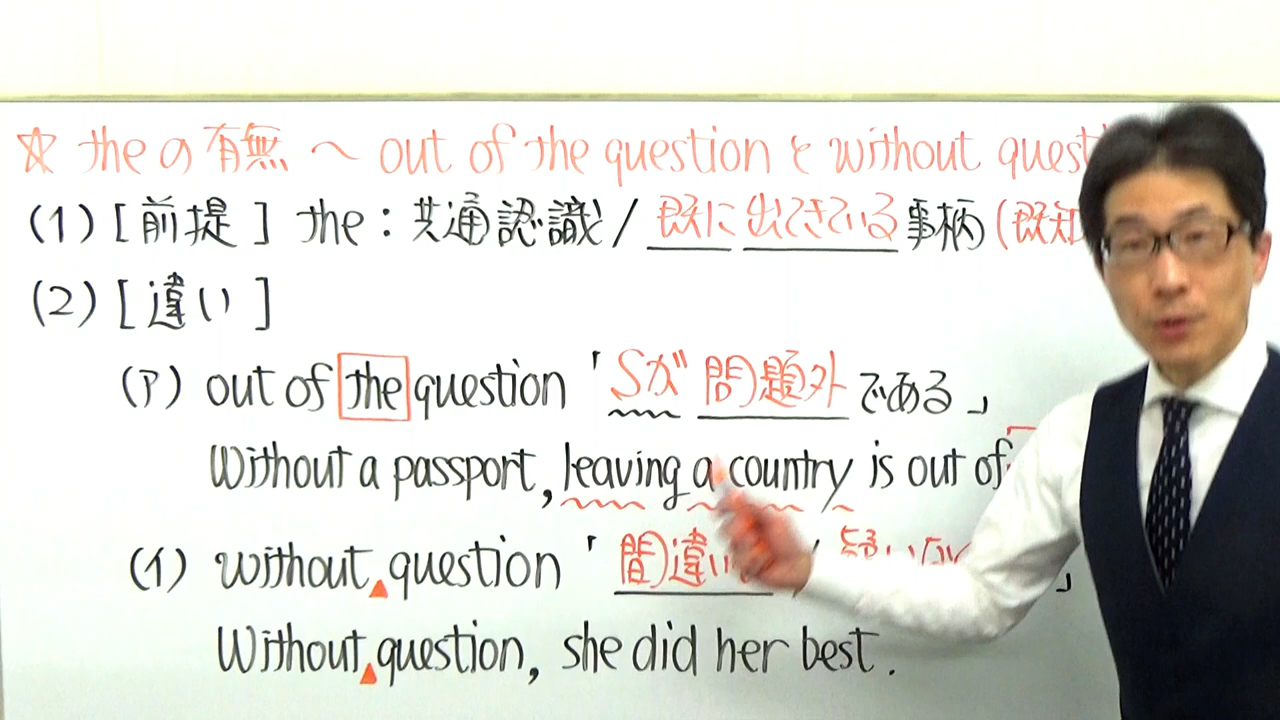 ☆ theの有無 ～ out of the question と without quest
(1) [前提] the : 共通認識 / 既に出てきている事柄 (既知
(2) [違い]
(ア) out of the question 「Sが問題外である」
Without a passport, leaving a country is out of
(イ) without question 「間違い / 疑い 」
Without question, she did her best.